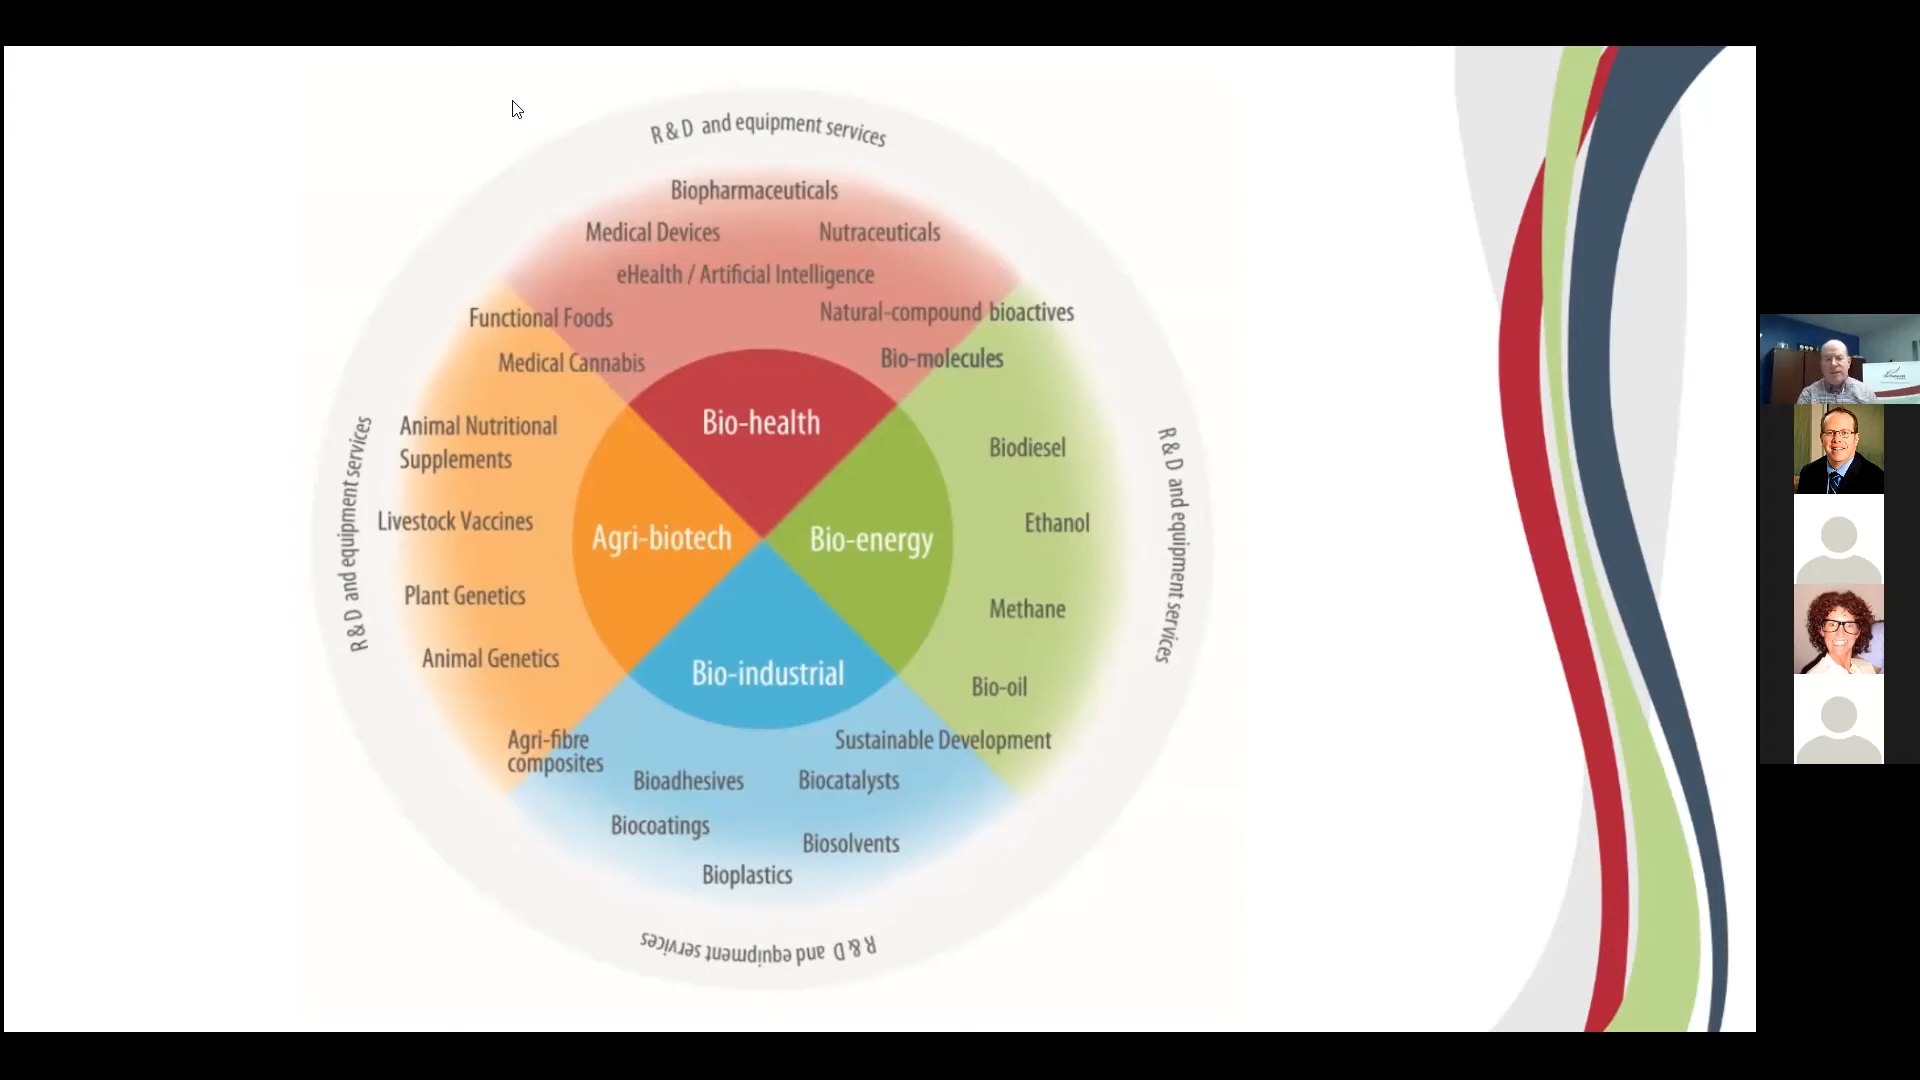 R & D and equipment services
Biopharmaceuticals
Medical Devices
Nutraceuticals
eHealth / Artificial Intelligence
Functional Foods
Natural-compound bioactives
Medical Cannabis
Bio-molecules
Bio-health
Animal Nutritional
Supplements
Biodiesel
R & D and equipment services
R & D and equipment services
Livestock Vaccines
Agri-biotech
Bio-energy
Ethanol
Plant Genetics
Methane
Animal Genetics
Bio-industrial
Bio-oil
Agri-fibre
composites
Sustainable Development
Bioadhesives
Biocatalysts
Biocoatings
Biosolvents
Bioplastics
R & D and equipment services